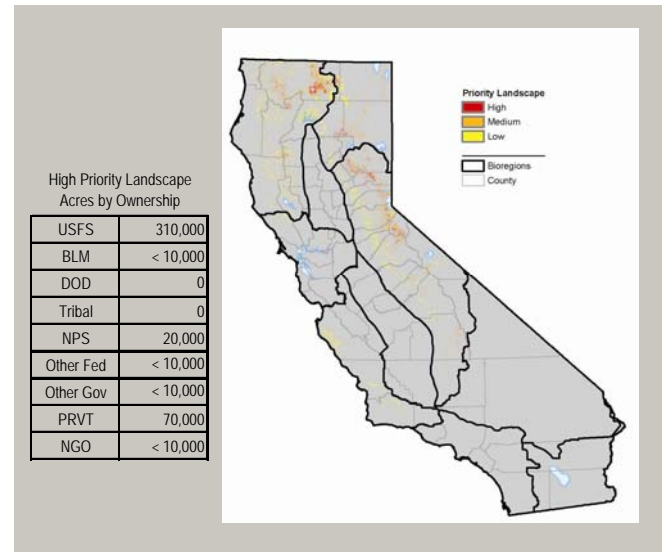 High Priority Landscape
Acres by Ownership
USFS 310,000
BLM < 10,000
DOD 0
Tribal 0
NPS 20,000
Other Fed < 10,000
Other Gov < 10,000
PRVT 70,000
NGO < 10,000
Priority Landscape
High
Medium
Low
Bioregions
County